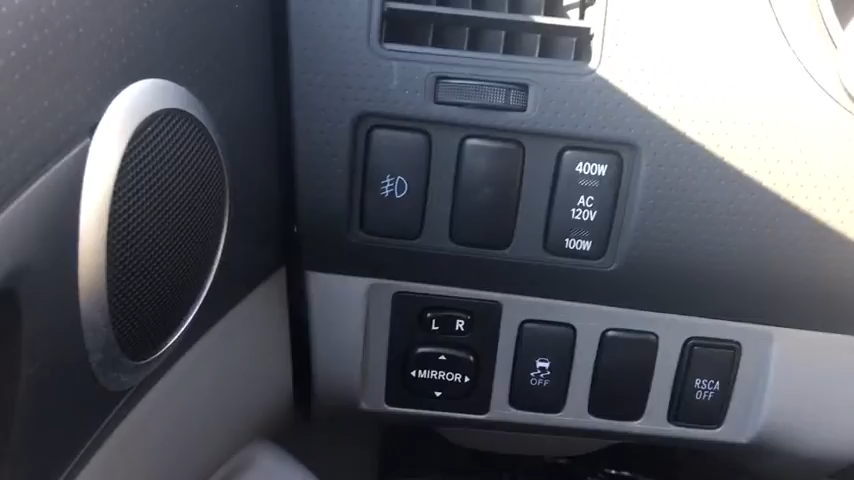 400W
AC
120V
100W
L R
MIRROR
OFF
RSCA
OFF